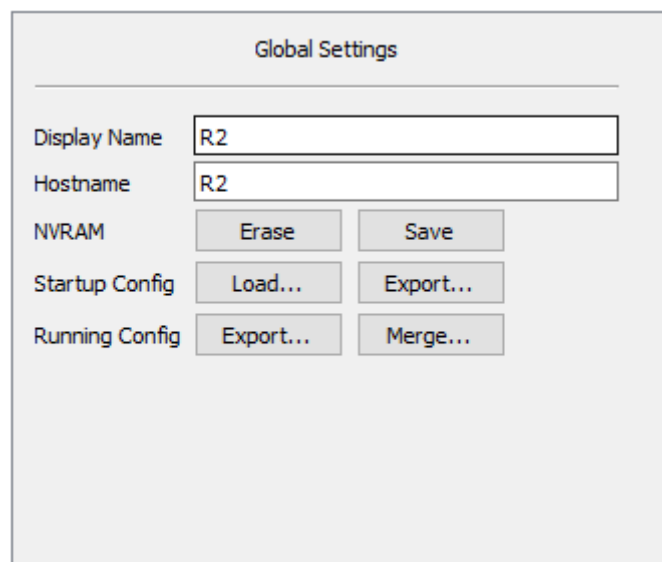 Global Settings
Display Name R2
Hostname R2
NVRAM Erase Save
Startup Config Load... Export...
Running Config Export... Merge...